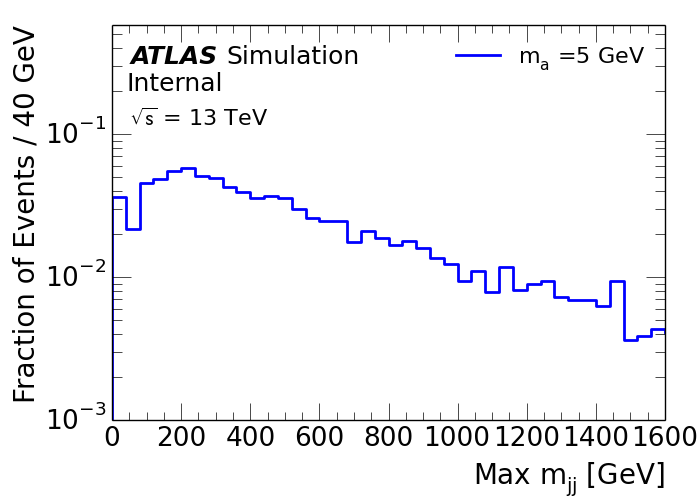 ATLAS Simulation
Internal
√s = 13 TeV
mₐ =5 GeV
Fraction of Events / 40 GeV
10⁻¹
10⁻²
10⁻³
0 200 400 600 800 1000 1200 1400 1600
Max m_jj [GeV]